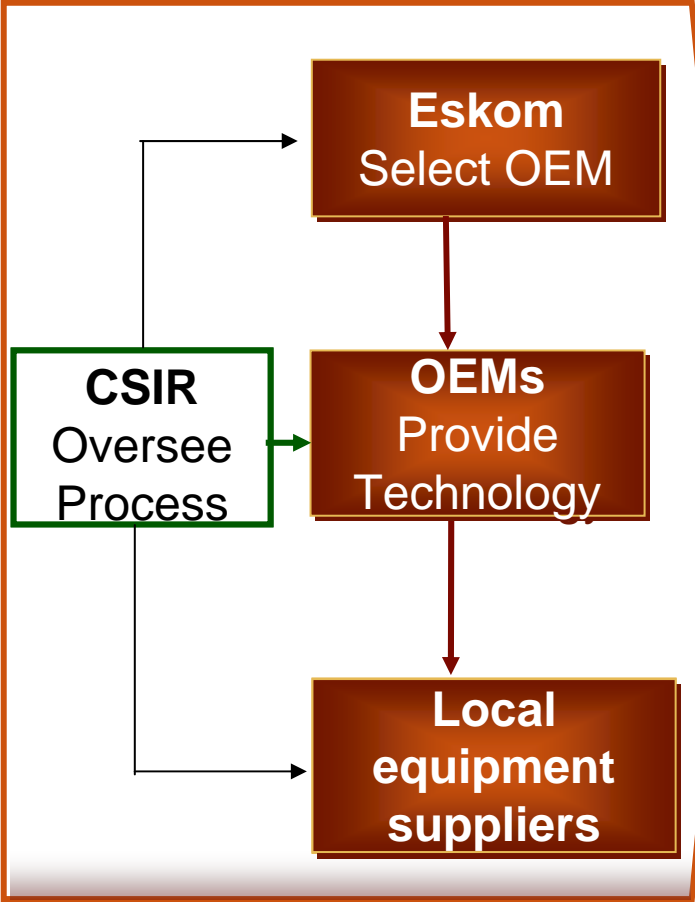 Eskom
Select OEM
CSIR
Oversee
Process
OEMs
Provide
Technology
Local
equipment
suppliers